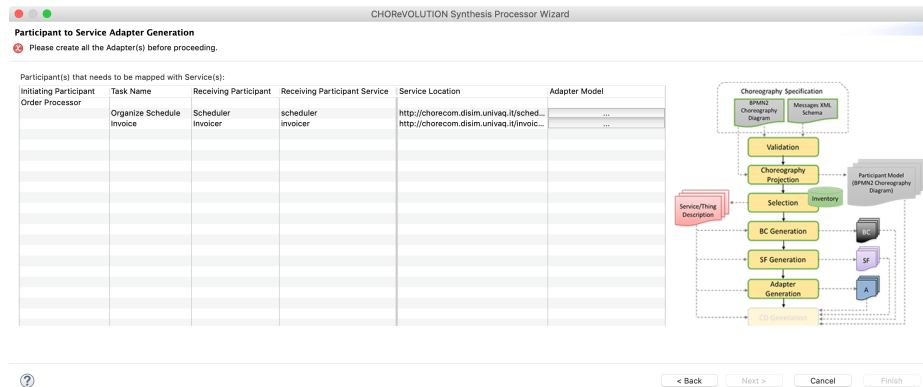 CHOReVOLUTION Synthesis Processor Wizard
Participant to Service Adapter Generation
Please create all the Adapter(s) before proceeding.
Participant(s) that needs to be mapped with Service(s):
Initiating Participant Task Name Receiving Participant Receiving Participant Service Service Location Adapter Model
Order Processor
Organize Schedule Scheduler scheduler http://chorecom.disim.univaq.it/sched... ...
Invoice Invoicer invoicer http://chorecom.disim.univaq.it/invoic... ...
Choreography Specification
BPMN2
Choreography
Diagram
Messages XML
Schema
Validation
Choreography
Projection
Participant Model
(BPMN2 Choreography
Diagram)
Selection
Inventory
Service/Thing
Description
BC Generation
BC
SF Generation
SF
Adapter
Generation
A
CD Generation
?
< Back Next > Cancel Finish